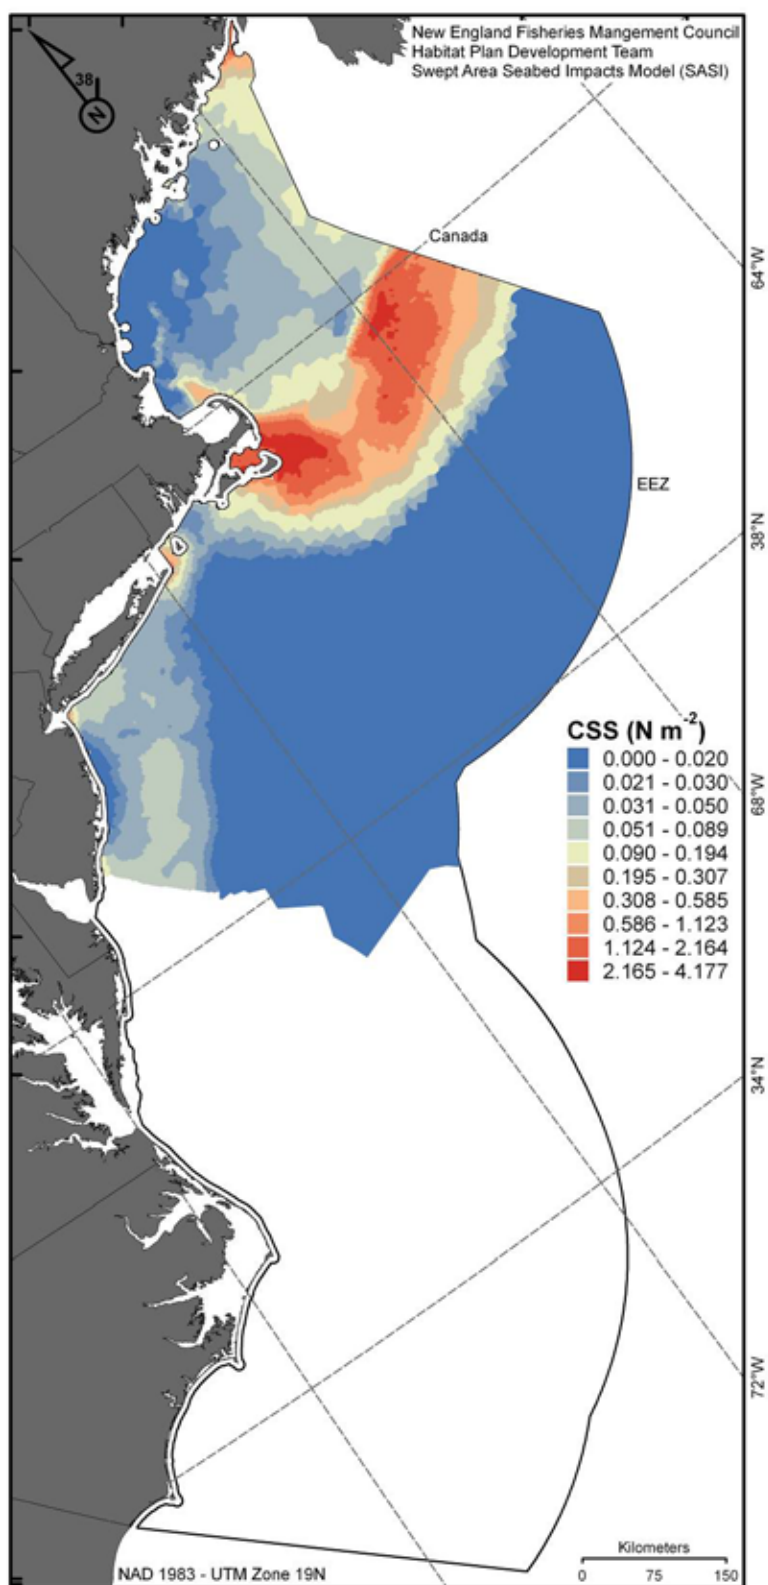 New England Fisheries Mangement Council
Habitat Plan Development Team
Swept Area Seabed Impacts Model (SASI)
38
N
Canada
64°W
EEZ
38°N
CSS (N m-2)
0.000 - 0.020
0.021 - 0.030
0.031 - 0.050
0.051 - 0.089
0.090 - 0.194
0.195 - 0.307
0.308 - 0.585
0.586 - 1.123
1.124 - 2.164
2.165 - 4.177
68°W
34°N
72°W
Kilometers
0 75 150
NAD 1983 - UTM Zone 19N